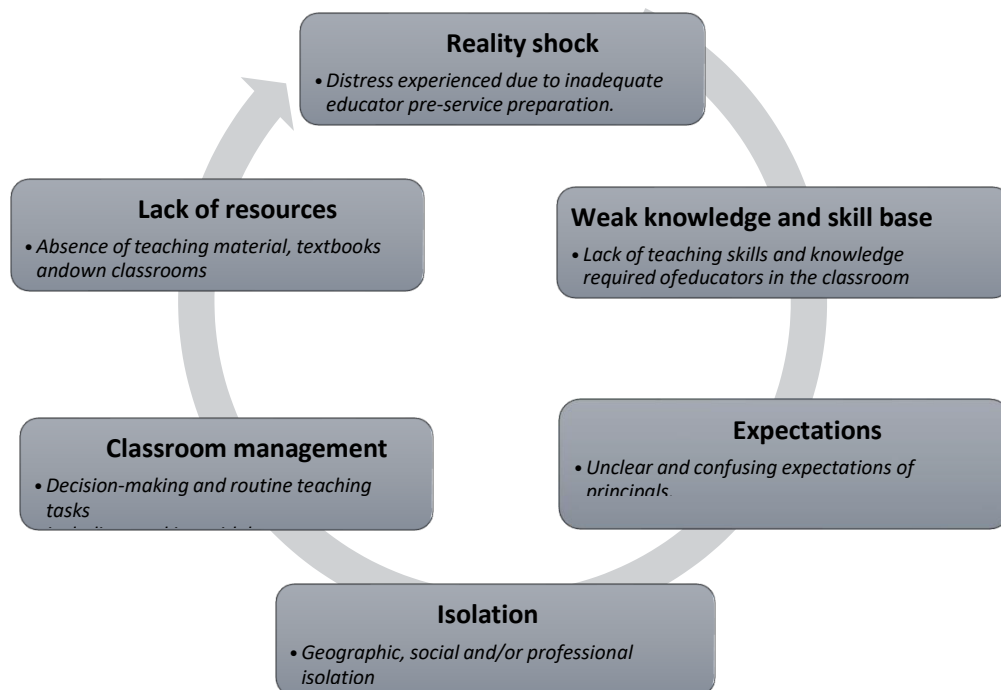 Reality shock
• Distress experienced due to inadequate
educator pre-service preparation.
Weak knowledge and skill base
• Lack of teaching skills and knowledge
required ofeducators in the classroom
Expectations
• Unclear and confusing expectations of
principals.
Isolation
• Geographic, social and/or professional
isolation
Classroom management
• Decision-making and routine teaching
tasks
Lack of resources
• Absence of teaching material, textbooks
andown classrooms